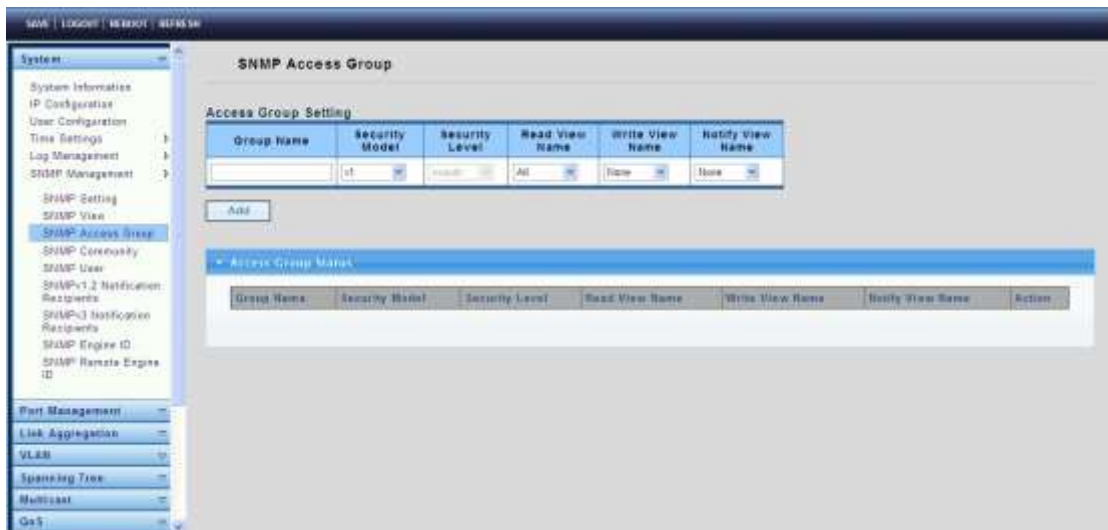 SAVE | LOGOUT | REBOOT | REFRESH
System
System Information
IP Configuration
User Configuration
Time Settings
Log Management
SNMP Management
SNMP Setting
SNMP View
SNMP Access Group
SNMP Community
SNMP User
SNMPv1.2 Notification
Recipients
SNMPv3 Notification
Recipients
SNMP Engine ID
SNMP Remote Engine
ID
Port Management
Link Aggregation
VLAN
Spanning Tree
Multicast
QoS
SNMP Access Group
Access Group Setting
Group Name Security Model Security Level Read View Name Write View Name Notify View Name
v1 All None None
Add
Access Group Status
Group Name Security Model Security Level Read View Name Write View Name Notify View Name Action